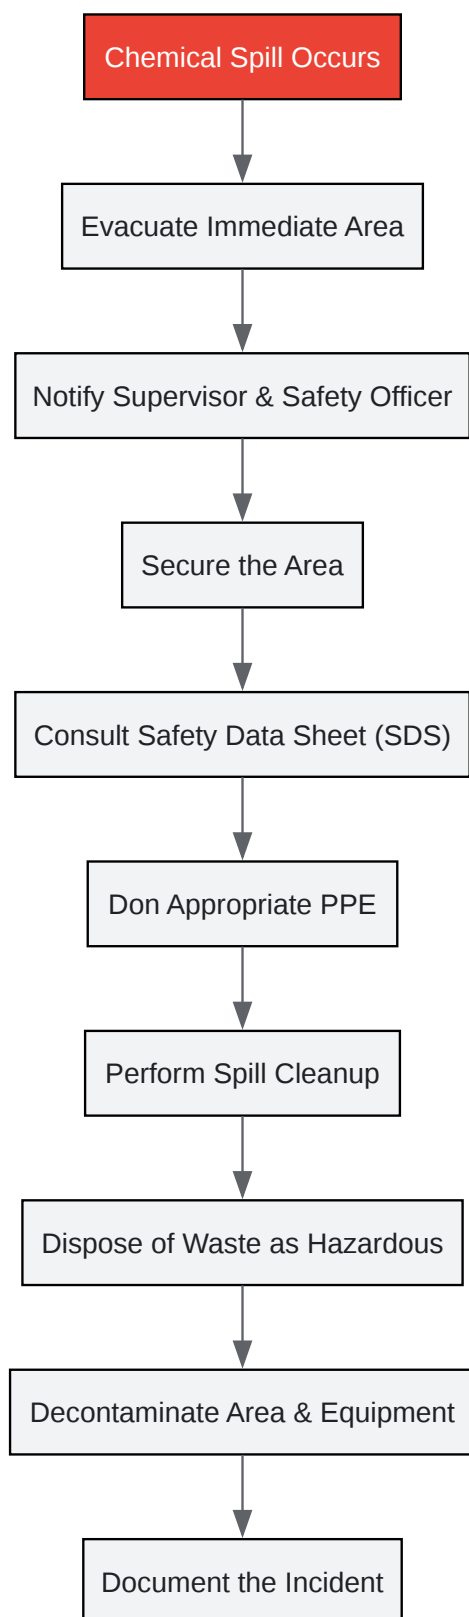 Chemical Spill Occurs
Evacuate Immediate Area
Notify Supervisor & Safety Officer
Secure the Area
Consult Safety Data Sheet (SDS)
Don Appropriate PPE
Perform Spill Cleanup
Dispose of Waste as Hazardous
Decontaminate Area & Equipment
Document the Incident